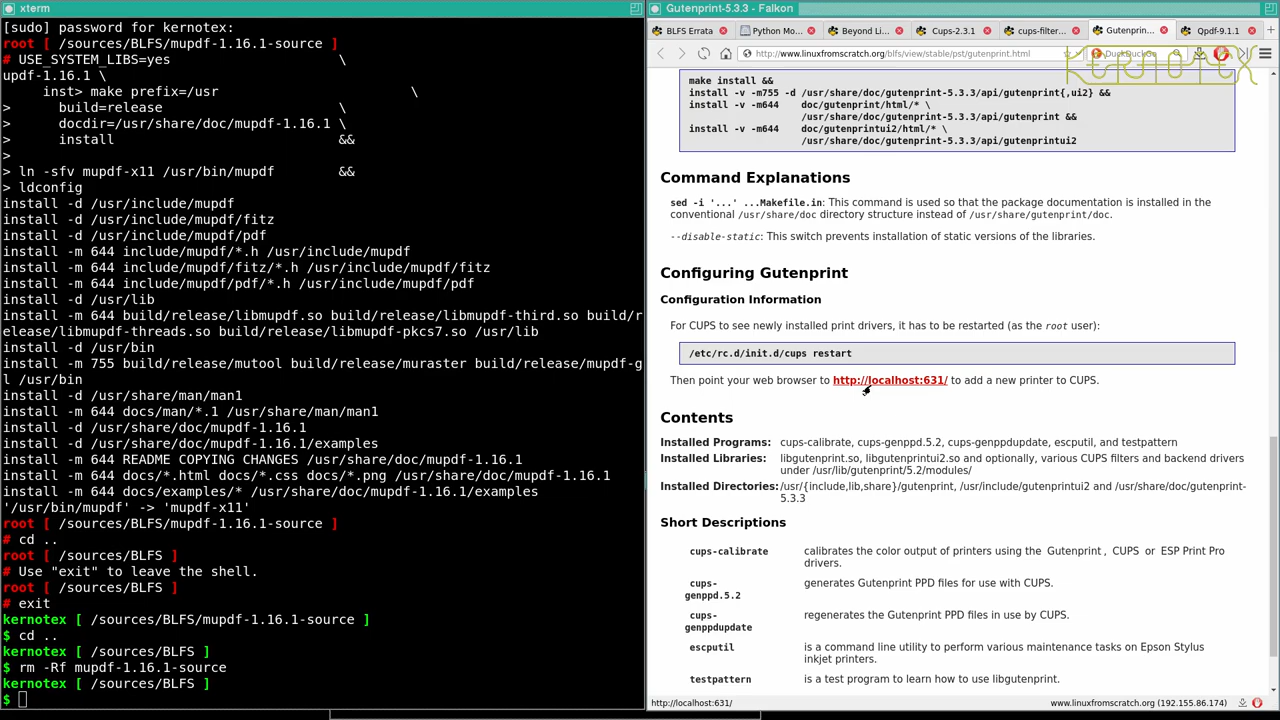 xterm
[sudo] password for kernotex:
root [ /sources/BLFS/mupdf-1.16.1-source ]
# USE_SYSTEM_LIBS=yes \
updf-1.16.1 \
inst> make prefix=/usr \
> build=release \
> docdir=/usr/share/doc/mupdf-1.16.1 \
> install &&
>
> ln -sfv mupdf-x11 /usr/bin/mupdf &&
> ldconfig
install -d /usr/include/mupdf
install -d /usr/include/mupdf/fitz
install -d /usr/include/mupdf/pdf
install -m 644 include/mupdf/*.h /usr/include/mupdf
install -m 644 include/mupdf/fitz/*.h /usr/include/mupdf/fitz
install -m 644 include/mupdf/pdf/*.h /usr/include/mupdf/pdf
install -d /usr/lib
install -m 644 build/release/libmupdf.so build/release/libmupdf-third.so build/r
elease/libmupdf-threads.so build/release/libmupdf-pkcs7.so /usr/lib
install -d /usr/bin
install -m 755 build/release/mutool build/release/muraster build/release/mupdf-g
l /usr/bin
install -d /usr/share/man/man1
install -m 644 docs/man/*.1 /usr/share/man/man1
install -d /usr/share/doc/mupdf-1.16.1
install -d /usr/share/doc/mupdf-1.16.1/examples
install -m 644 README COPYING CHANGES /usr/share/doc/mupdf-1.16.1
install -m 644 docs/*.html docs/*.css docs/*.png /usr/share/doc/mupdf-1.16.1
install -m 644 docs/examples/* /usr/share/doc/mupdf-1.16.1/examples
'/usr/bin/mupdf' -> 'mupdf-x11'
root [ /sources/BLFS/mupdf-1.16.1-source ]
# cd ..
root [ /sources/BLFS ]
# Use "exit" to leave the shell.
root [ /sources/BLFS ]
# exit
kernotex [ /sources/BLFS/mupdf-1.16.1-source ]
$ cd ..
kernotex [ /sources/BLFS ]
$ rm -Rf mupdf-1.16.1-source
kernotex [ /sources/BLFS ]
$
Gutenprint-5.3.3 - Falkon
BLFS Errata Python Mo... Beyond Li... Cups-2.3.1 cups-filter... Gutenprin... Qpdf-9.1.1
http://www.linuxfromscratch.org/blfs/view/stable/pst/gutenprint.html DuckDuckGo
KERNOTEX
make install &&
install -v -m755 -d /usr/share/doc/gutenprint-5.3.3/api/gutenprint{,ui2} &&
install -v -m644 doc/gutenprint/html/* \
/usr/share/doc/gutenprint-5.3.3/api/gutenprint &&
install -v -m644 doc/gutenprintui2/html/* \
/usr/share/doc/gutenprint-5.3.3/api/gutenprintui2
Command Explanations
sed -i '...' ...Makefile.in: This command is used so that the package documentation is installed in the
conventional /usr/share/doc directory structure instead of /usr/share/gutenprint/doc.
--disable-static: This switch prevents installation of static versions of the libraries.
Configuring Gutenprint
Configuration Information
For CUPS to see newly installed print drivers, it has to be restarted (as the root user):
/etc/rc.d/init.d/cups restart
Then point your web browser to http://localhost:631/ to add a new printer to CUPS.
Contents
Installed Programs: cups-calibrate, cups-genppd.5.2, cups-genppdupdate, escputil, and testpattern
Installed Libraries: libgutenprint.so, libgutenprintui2.so and optionally, various CUPS filters and backend drivers
under /usr/lib/gutenprint/5.2/modules/
Installed Directories: /usr/{include,lib,share}/gutenprint, /usr/include/gutenprintui2 and /usr/share/doc/gutenprint-
5.3.3
Short Descriptions
cups-calibrate calibrates the color output of printers using the Gutenprint , CUPS or ESP Print Pro
drivers.
cups- generates Gutenprint PPD files for use with CUPS.
genppd.5.2
cups- regenerates the Gutenprint PPD files in use by CUPS.
genppdupdate
escputil is a command line utility to perform various maintenance tasks on Epson Stylus
inkjet printers.
testpattern is a test program to learn how to use libgutenprint.
http://localhost:631/ www.linuxfromscratch.org (192.155.86.174)